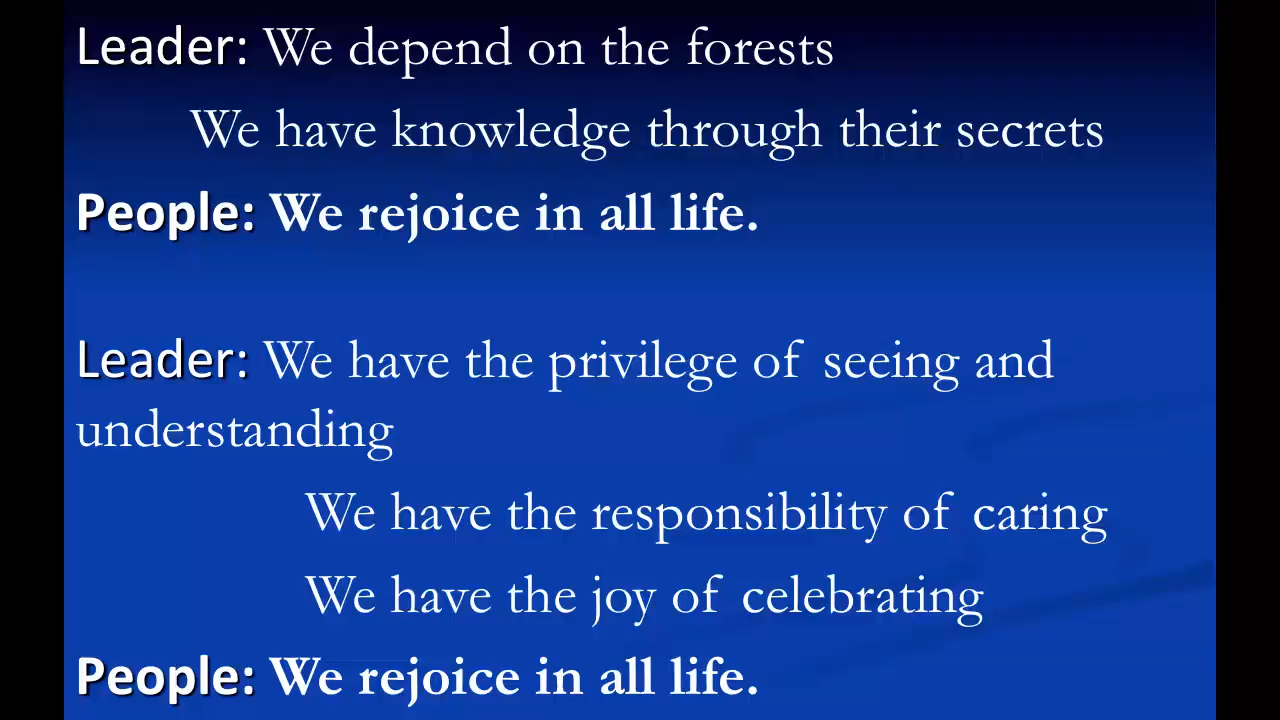 Leader: We depend on the forests
We have knowledge through their secrets
People: We rejoice in all life.
Leader: We have the privilege of seeing and
understanding
We have the responsibility of caring
We have the joy of celebrating
People: We rejoice in all life.